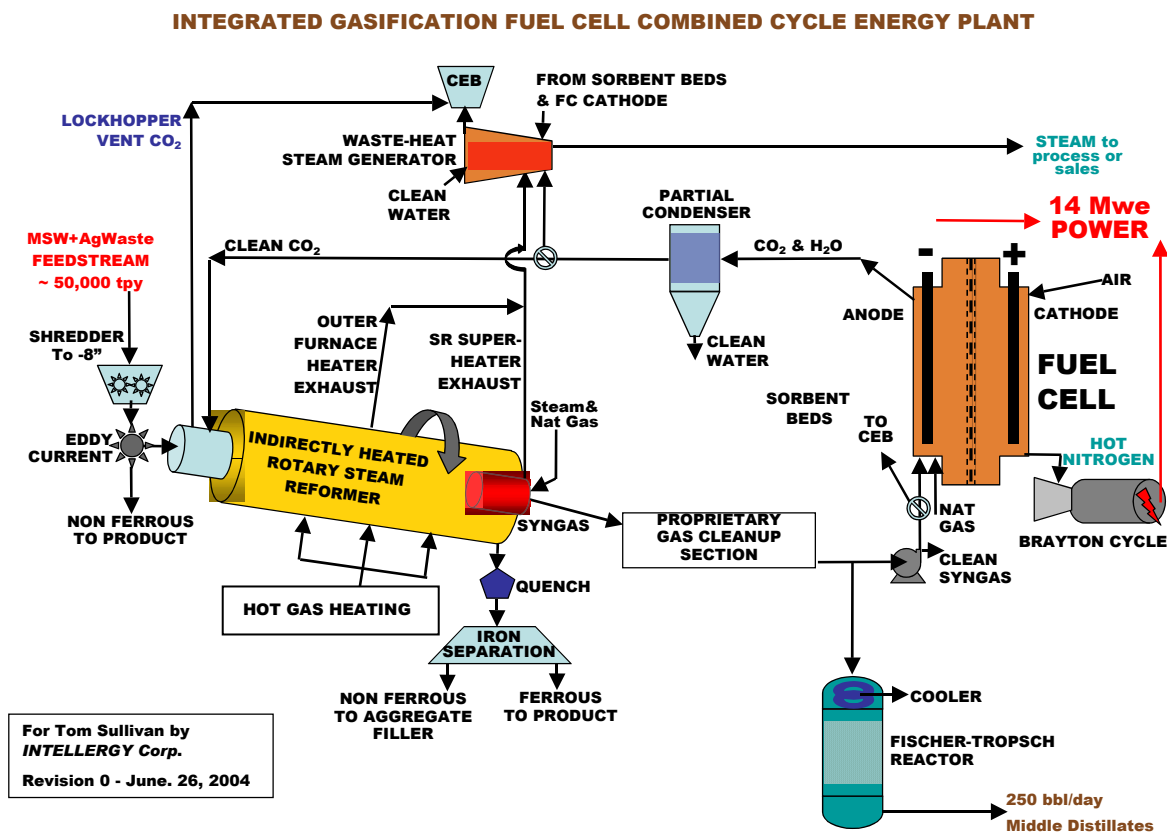 INTEGRATED GASIFICATION FUEL CELL COMBINED CYCLE ENERGY PLANT
CEB
FROM SORBENT BEDS
& FC CATHODE
LOCKHOPPER
VENT CO₂
WASTE-HEAT
STEAM GENERATOR
STEAM to
process or
sales
CLEAN
WATER
PARTIAL
CONDENSER
14 Mwe
POWER
MSW+AgWaste
FEEDSTREAM
~ 50,000 tpy
CLEAN CO₂
CO₂ & H₂O
-
+
AIR
ANODE
CATHODE
SHREDDER
To -8”
OUTER
FURNACE
HEATER
EXHAUST
SR SUPER-
HEATER
EXHAUST
CLEAN
WATER
FUEL
CELL
SORBENT
BEDS
Steam&
Nat Gas
TO
CEB
EDDY
CURRENT
INDIRECTLY HEATED
ROTARY STEAM
REFORMER
HOT
NITROGEN
SYNGAS
NAT
GAS
NON FERROUS
TO PRODUCT
PROPRIETARY
GAS CLEANUP
SECTION
BRAYTON CYCLE
CLEAN
SYNGAS
QUENCH
HOT GAS HEATING
IRON
SEPARATION
NON FERROUS
TO AGGREGATE
FILLER
FERROUS
TO PRODUCT
COOLER
For Tom Sullivan by
INTELLERGY Corp.
Revision 0 - June. 26, 2004
FISCHER-TROPSCH
REACTOR
250 bbl/day
Middle Distillates